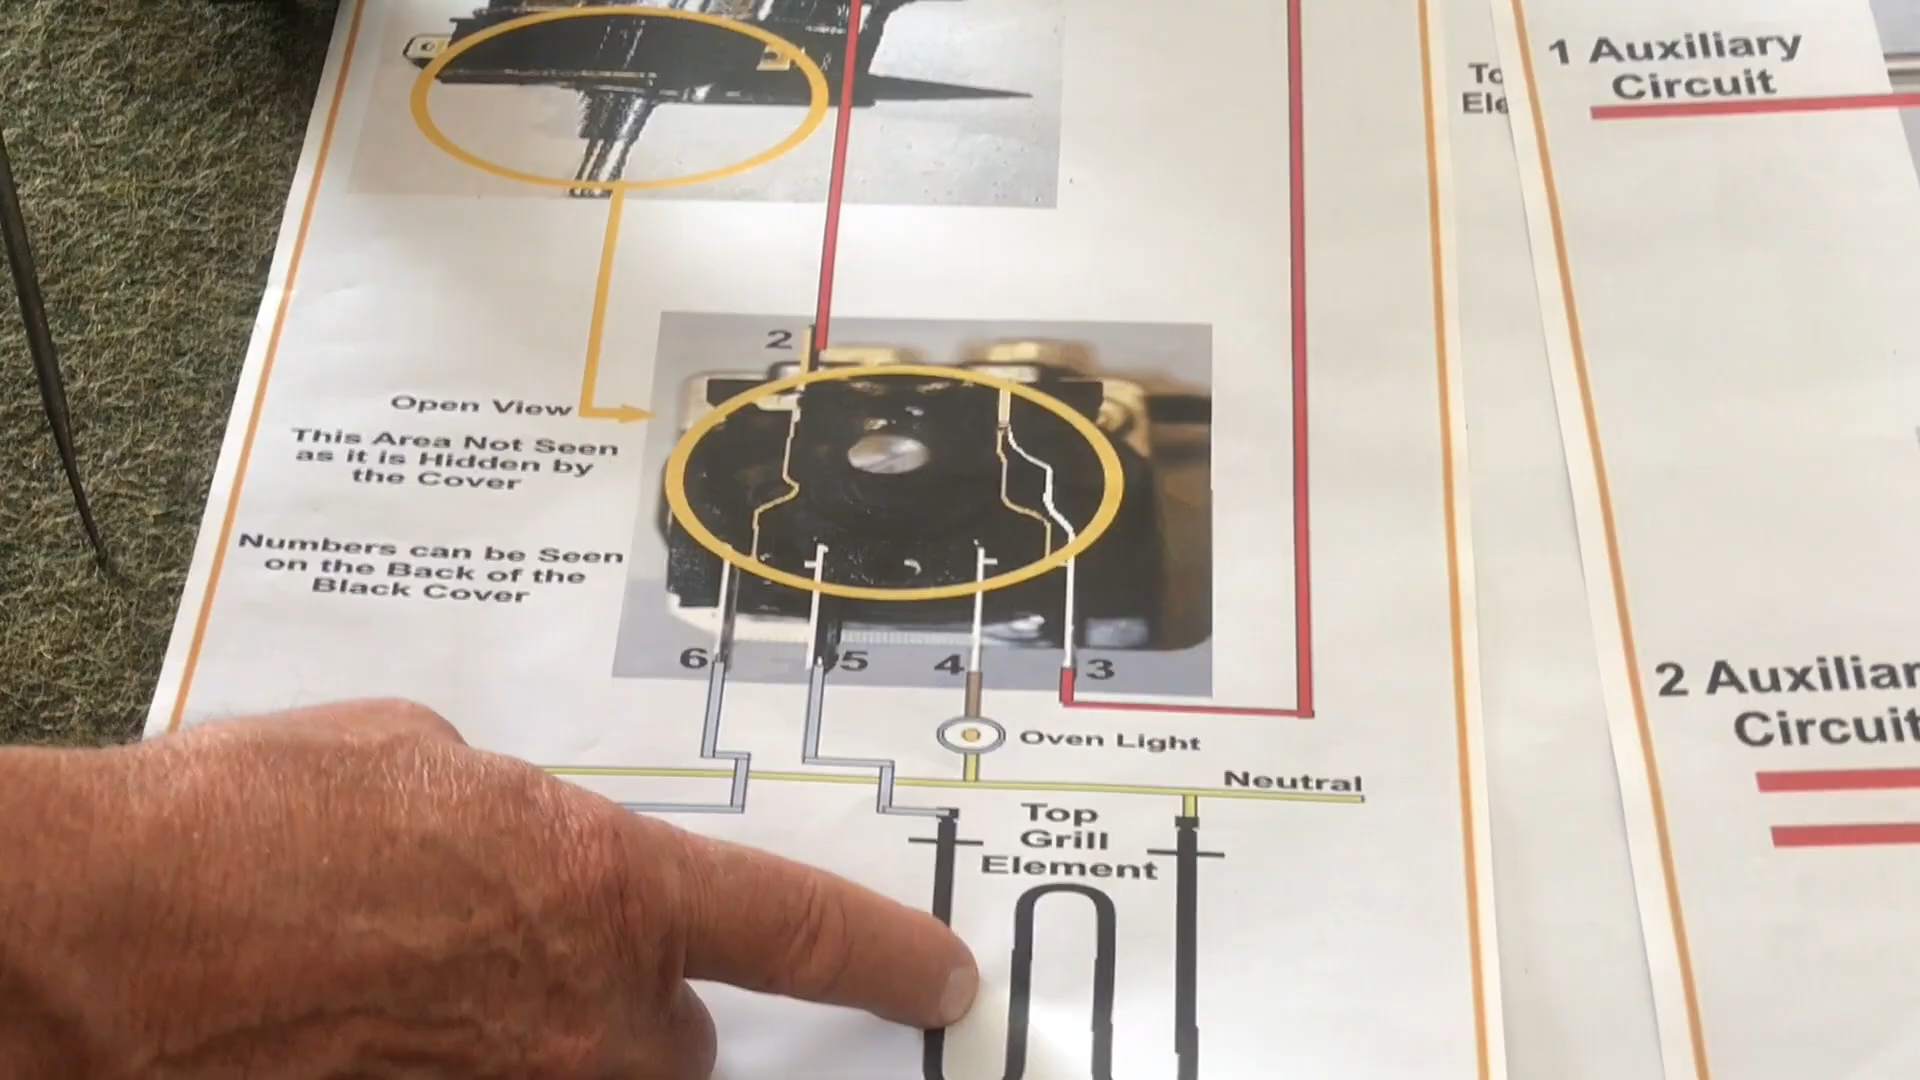 1 Auxiliary
Circuit
2
Open View
This Area Not Seen
as it is Hidden by
the Cover
Numbers can be Seen
on the Back of the
Black Cover
6
5
4
3
Oven Light
Neutral
Top
Grill
Element
2 Auxiliar
Circuit